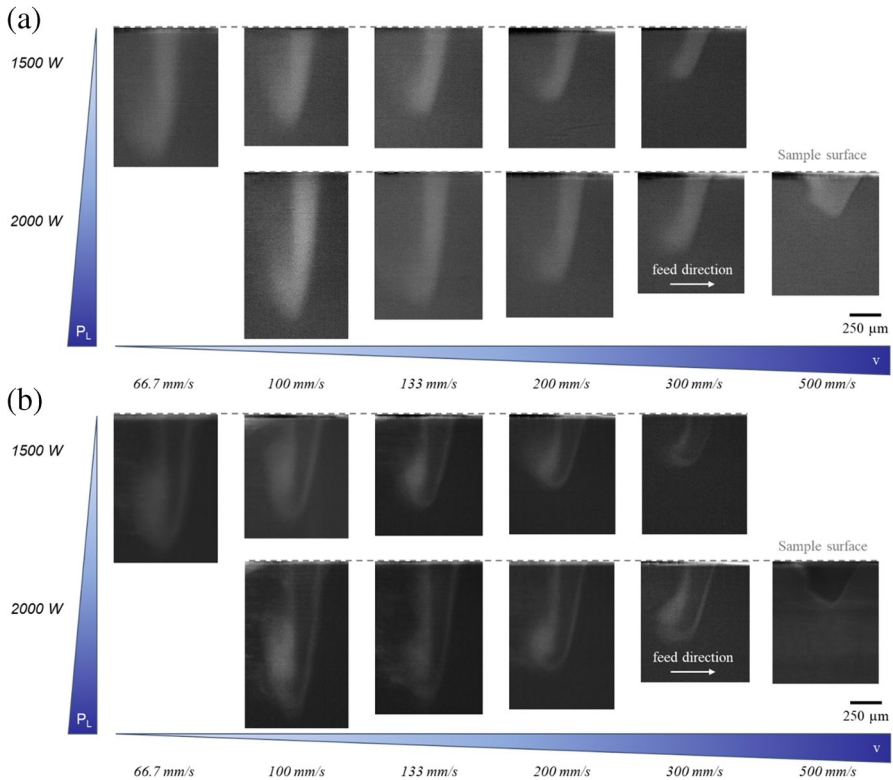 (a)
1500 W
Sample surface
2000 W
feed direction
250 µm
P_L
v
66.7 mm/s 100 mm/s 133 mm/s 200 mm/s 300 mm/s 500 mm/s
(b)
1500 W
Sample surface
2000 W
feed direction
250 µm
P_L
v
66.7 mm/s 100 mm/s 133 mm/s 200 mm/s 300 mm/s 500 mm/s